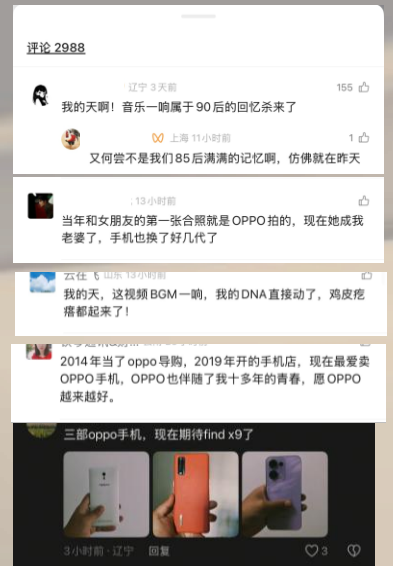 评论 2988
辽宁 3天前 155
我的天啊！音乐一响属于90后的回忆杀来了
上海 11小时前 1
又何尝不是我们85后满满的记忆啊，仿佛就在昨天
13小时前
当年和女朋友的第一张合照就是OPPO拍的，现在她成我
老婆了，手机也换了好几代了
云在 山东 13小时前
我的天，这视频BGM一响，我的DNA直接动了，鸡皮疙
瘩都起来了！
2014年当了oppo导购，2019年开的手机店，现在最爱卖
OPPO手机，OPPO也伴随了我十多年的青春，愿OPPO
越来越好。
三部oppo手机，现在期待find x9了
3小时前 · 辽宁 回复 3